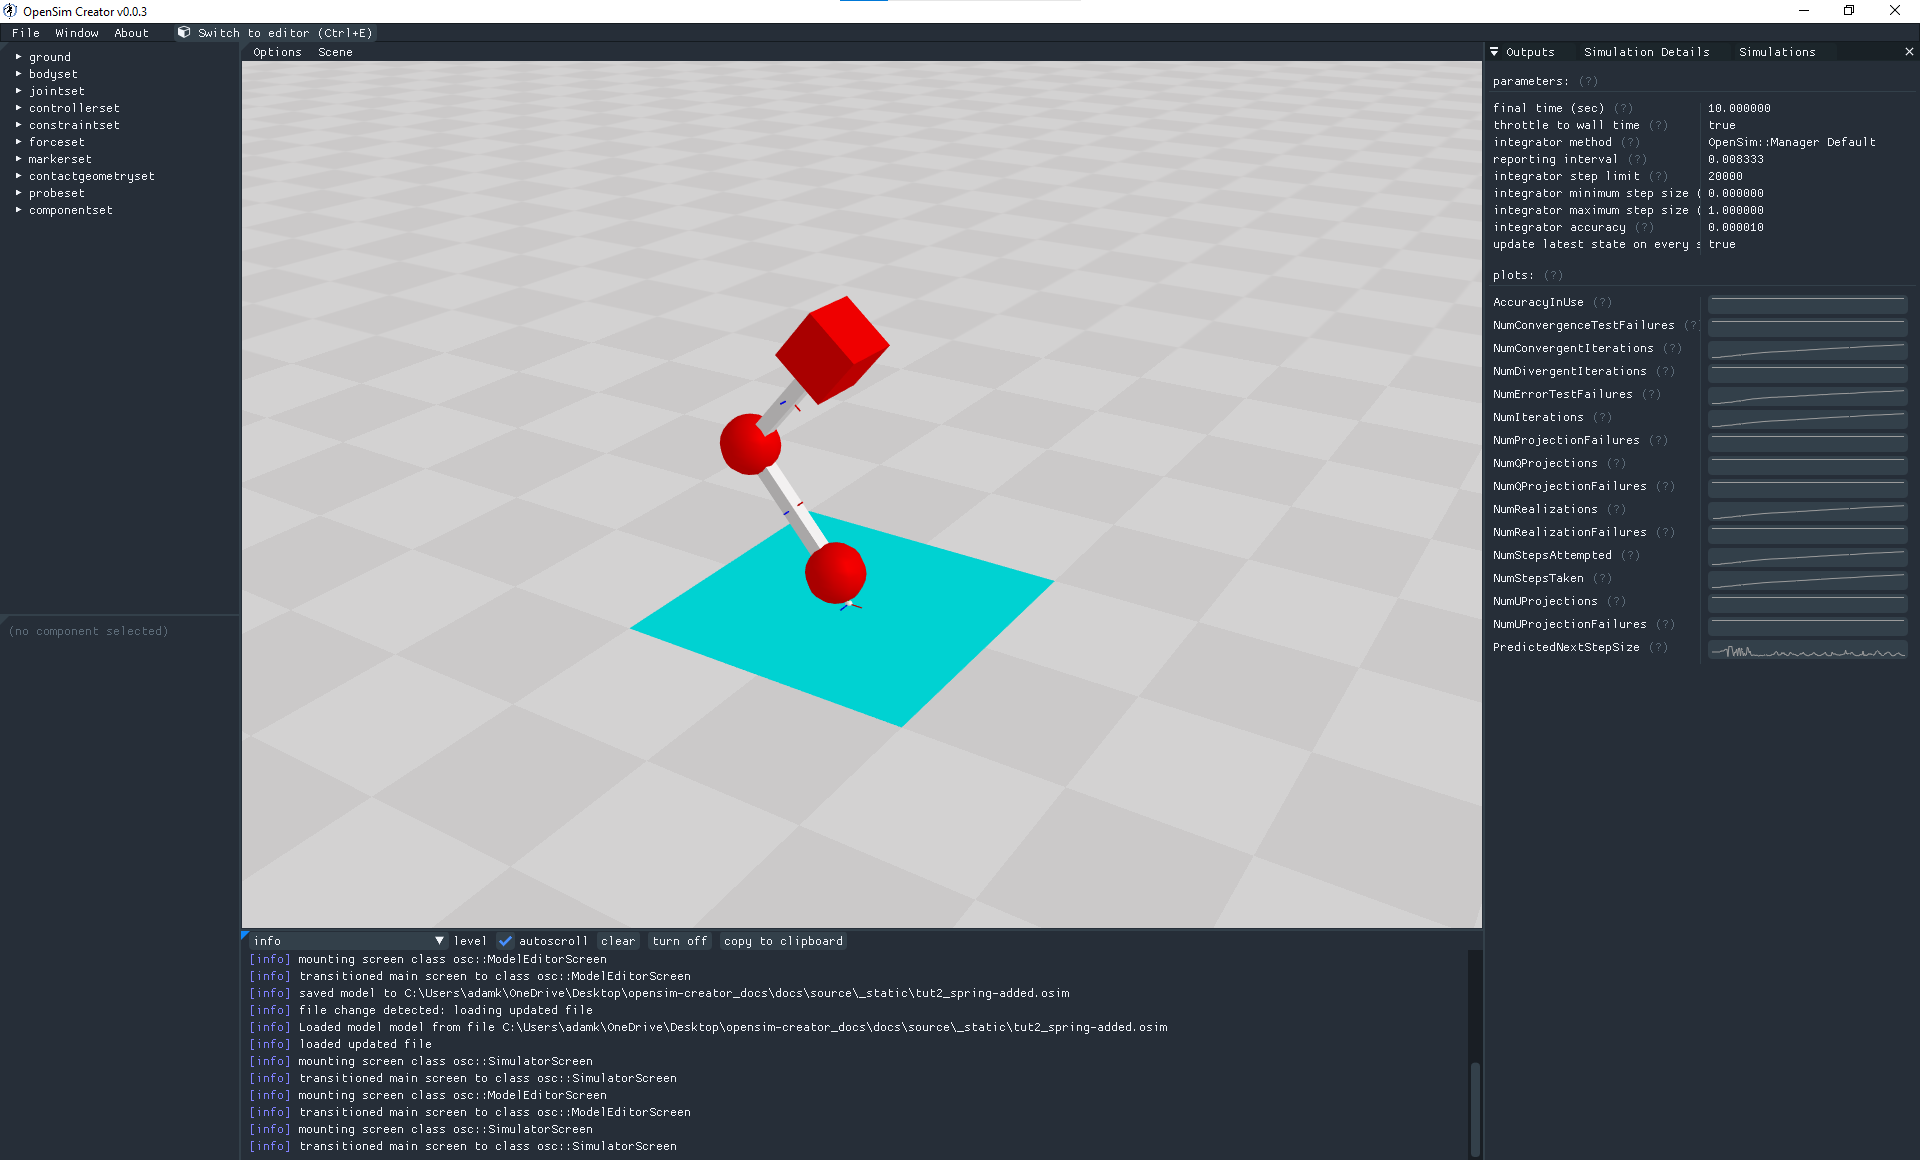 OpenSim Creator v0.0.3
File Window About Switch to editor (Ctrl+E)
ground
bodyset
jointset
controllerset
constraintset
forceset
markerset
contactgeometryset
probeset
componentset
(no component selected)
Options Scene
info level autoscroll clear turn off copy to clipboard
[info] mounting screen class osc::ModelEditorScreen
[info] transitioned main screen to class osc::ModelEditorScreen
[info] saved model to C:\Users\adamk\OneDrive\Desktop\opensim-creator_docs\docs\source\_static\tut2_spring-added.osim
[info] file change detected: loading updated file
[info] Loaded model model from file C:\Users\adamk\OneDrive\Desktop\opensim-creator_docs\docs\source\_static\tut2_spring-added.osim
[info] loaded updated file
[info] mounting screen class osc::SimulatorScreen
[info] transitioned main screen to class osc::SimulatorScreen
[info] mounting screen class osc::ModelEditorScreen
[info] transitioned main screen to class osc::ModelEditorScreen
[info] mounting screen class osc::SimulatorScreen
[info] transitioned main screen to class osc::SimulatorScreen
Outputs Simulation Details Simulations
parameters: (?)
final time (sec) (?) 10.000000
throttle to wall time (?) true
integrator method (?) OpenSim::Manager Default
reporting interval (?) 0.008333
integrator step limit (?) 20000
integrator minimum step size ( 0.000000
integrator maximum step size ( 1.000000
integrator accuracy (?) 0.000010
update latest state on every s true
plots: (?)
AccuracyInUse (?)
NumConvergenceTestFailures (?)
NumConvergentIterations (?)
NumDivergentIterations (?)
NumErrorTestFailures (?)
NumIterations (?)
NumProjectionFailures (?)
NumQProjections (?)
NumQProjectionFailures (?)
NumRealizations (?)
NumRealizationFailures (?)
NumStepsAttempted (?)
NumStepsTaken (?)
NumUProjections (?)
NumUProjectionFailures (?)
PredictedNextStepSize (?)